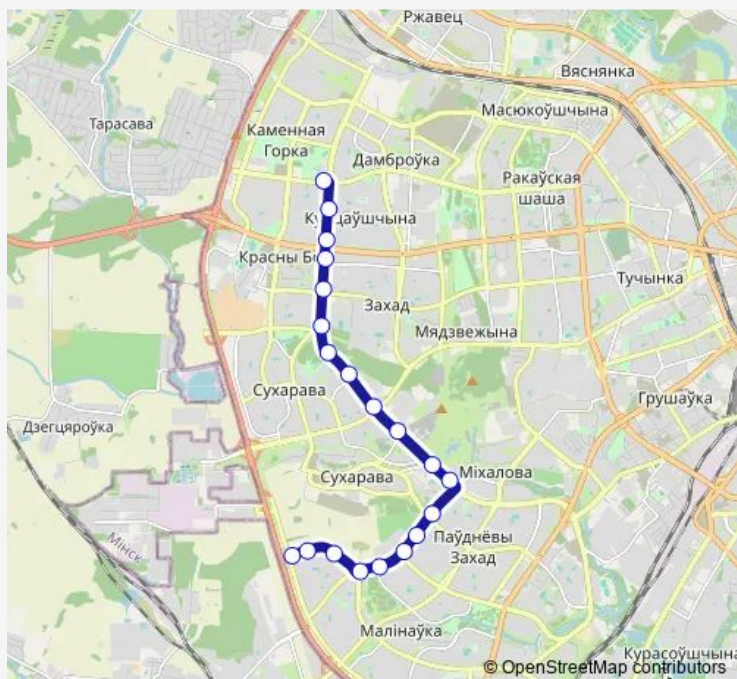 Ржавец
Вяснянка
Масюкоўшчына
Тарасава
Каменная
Горка
Дамброўка
Ракаўская
шаша
Красны
Тучынка
Захад
Мядзвежына
Сухарава
Грушаўка
Дзегцяроўка
Міхалова
Сухарава
Мінск
Паўднёвы
Захад
Малінаўка
Курасоўшчына
© OpenStreetMap contributors